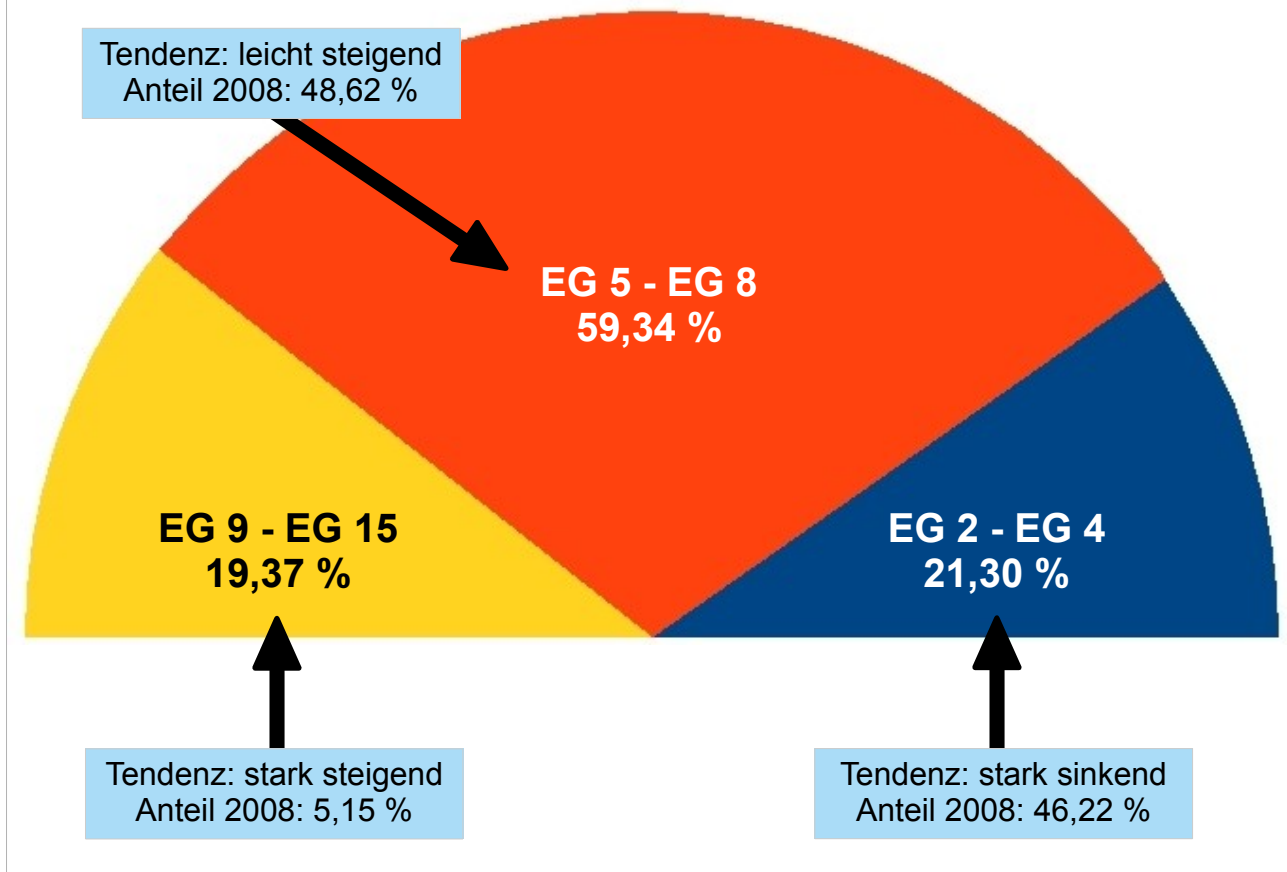 Tendenz: leicht steigend
Anteil 2008: 48,62 %
EG 5 - EG 8
59,34 %
EG 9 - EG 15
19,37 %
EG 2 - EG 4
21,30 %
Tendenz: stark steigend
Anteil 2008: 5,15 %
Tendenz: stark sinkend
Anteil 2008: 46,22 %